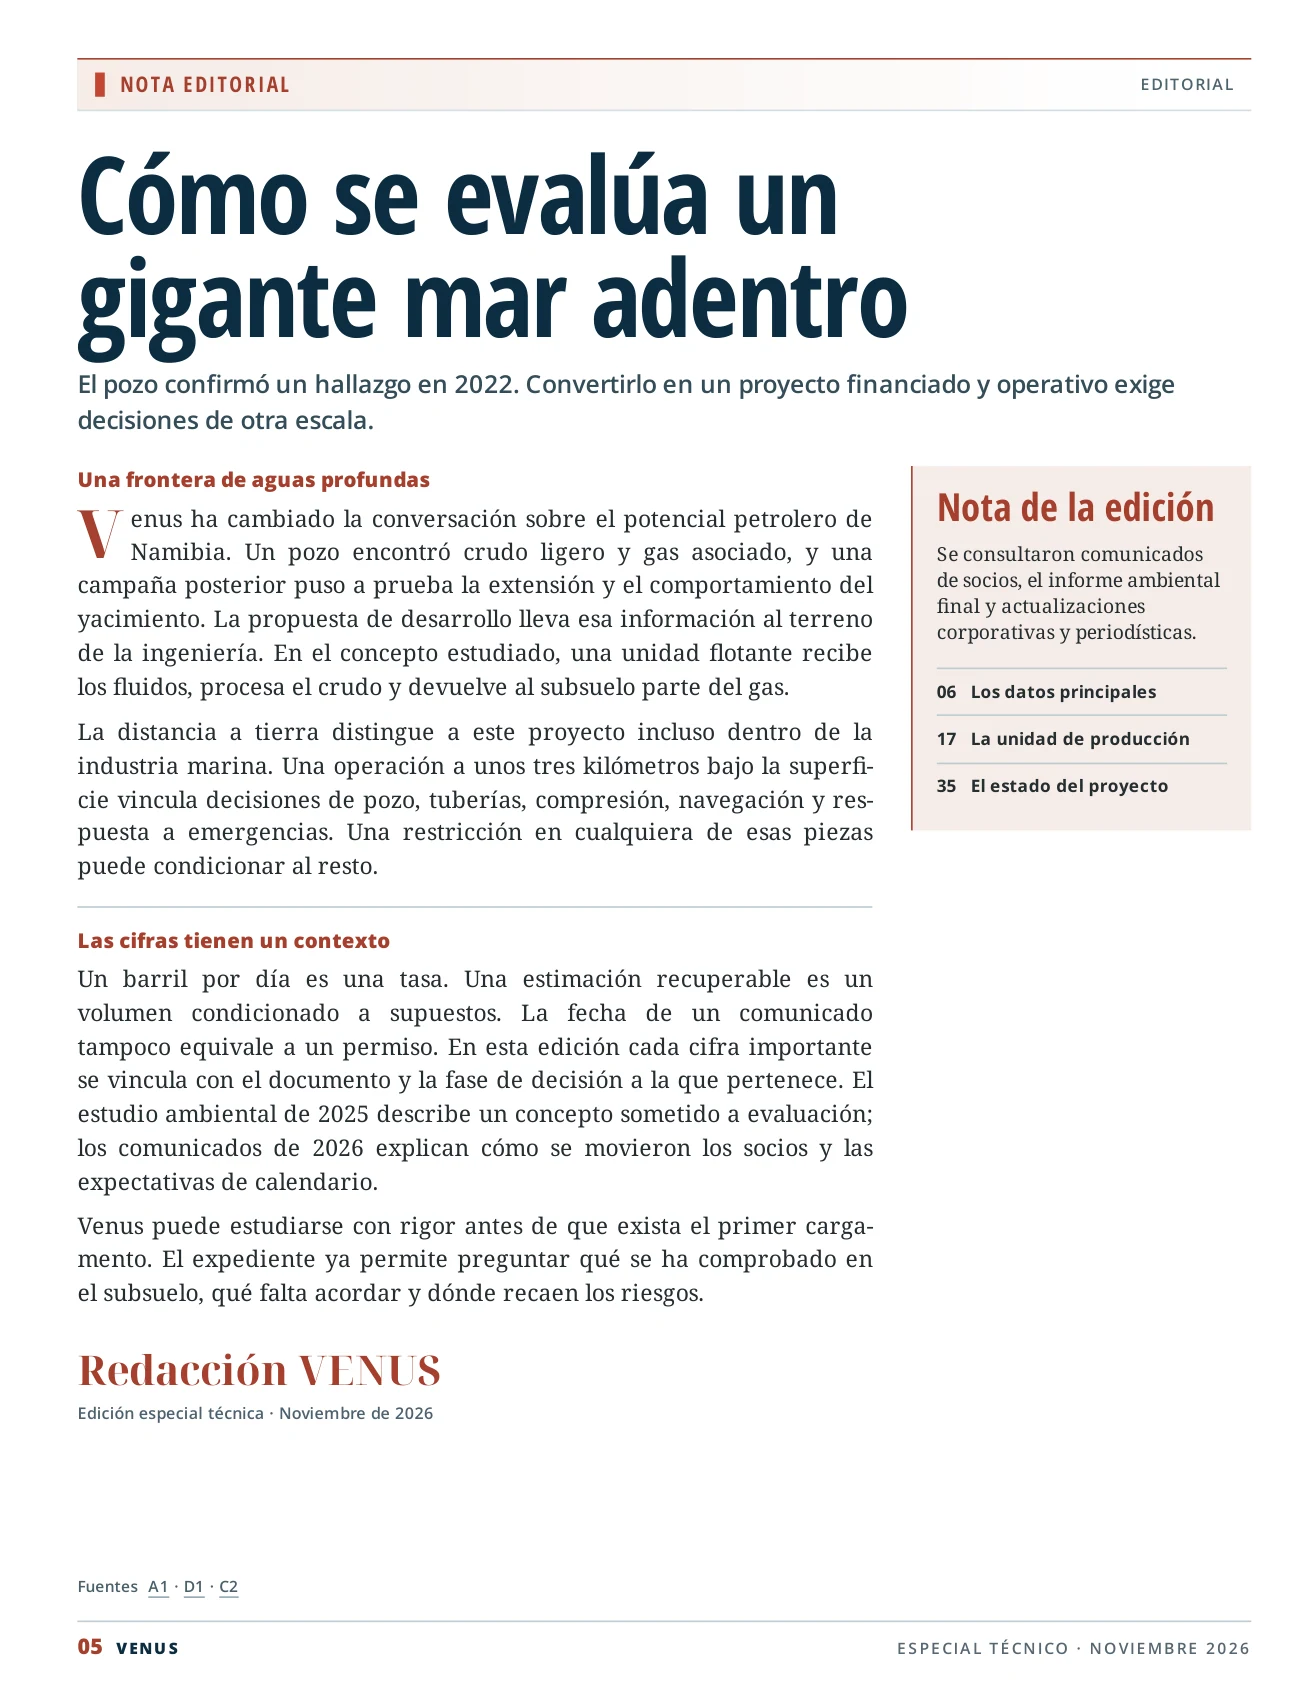 NOTA EDITORIAL
EDITORIAL
Cómo se evalúa un
gigante mar adentro
El pozo confirmó un hallazgo en 2022. Convertirlo en un proyecto financiado y operativo exige
decisiones de otra escala.
Una frontera de aguas profundas
Venus ha cambiado la conversación sobre el potencial petrolero de
Namibia. Un pozo encontró crudo ligero y gas asociado, y una
campaña posterior puso a prueba la extensión y el comportamiento del
yacimiento. La propuesta de desarrollo lleva esa información al terreno
de la ingeniería. En el concepto estudiado, una unidad flotante recibe
los fluidos, procesa el crudo y devuelve al subsuelo parte del gas.
La distancia a tierra distingue a este proyecto incluso dentro de la
industria marina. Una operación a unos tres kilómetros bajo la superfi-
cie vincula decisiones de pozo, tuberías, compresión, navegación y res-
puesta a emergencias. Una restricción en cualquiera de esas piezas
puede condicionar al resto.
Las cifras tienen un contexto
Un barril por día es una tasa. Una estimación recuperable es un
volumen condicionado a supuestos. La fecha de un comunicado
tampoco equivale a un permiso. En esta edición cada cifra importante
se vincula con el documento y la fase de decisión a la que pertenece. El
estudio ambiental de 2025 describe un concepto sometido a evaluación;
los comunicados de 2026 explican cómo se movieron los socios y las
expectativas de calendario.
Venus puede estudiarse con rigor antes de que exista el primer carga-
mento. El expediente ya permite preguntar qué se ha comprobado en
el subsuelo, qué falta acordar y dónde recaen los riesgos.
Redacción VENUS
Edición especial técnica · Noviembre de 2026
Nota de la edición
Se consultaron comunicados
de socios, el informe ambiental
final y actualizaciones
corporativas y periodísticas.
06 Los datos principales
17 La unidad de producción
35 El estado del proyecto
Fuentes A1 · D1 · C2
05 VENUS
ESPECIAL TÉCNICO · NOVIEMBRE 2026